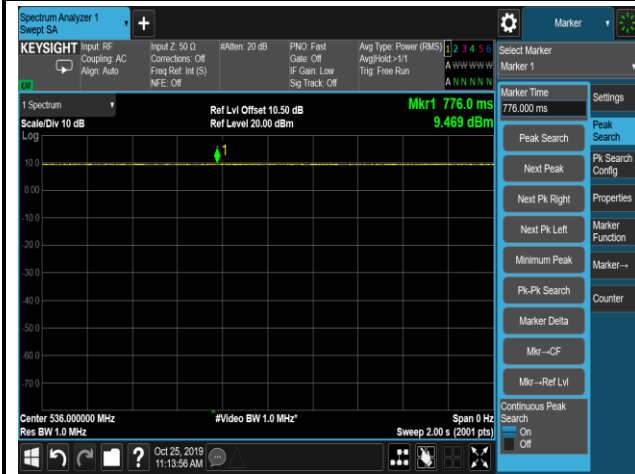 Spectrum Analyzer 1
Swept SA
+
Marker
KEYSIGHT
Input: RF
Coupling: AC
Align: Auto
Input Z: 50 Ω
Corrections: Off
Freq Ref: Int (S)
NFE: Off
#Atten: 20 dB
PNO: Fast
Gate: Off
IF Gain: Low
Sig Track: Off
Avg Type: Power (RMS)
Avg|Hold:>1/1
Trig: Free Run
1 2 3 4 5 6
A W W W W W
A N N N N N
Select Marker
Marker 1
1 Spectrum
Scale/Div 10 dB
Log
Ref Lvl Offset 10.50 dB
Ref Level 20.00 dBm
Mkr1 776.0 ms
9.469 dBm
1
10.0
0.00
-10.0
-20.0
-30.0
-40.0
-50.0
-60.0
-70.0
Center 536.000000 MHz
Res BW 1.0 MHz
#Video BW 1.0 MHz*
Span 0 Hz
Sweep 2.00 s (2001 pts)
Marker Time
776.000 ms
Peak Search
Next Peak
Next Pk Right
Next Pk Left
Minimum Peak
Pk-Pk Search
Marker Delta
Mkr→CF
Mkr→Ref Lvl
Continuous Peak
Search
On
Off
Settings
Peak
Search
Pk Search
Config
Properties
Marker
Function
Marker→
Counter
?
Oct 25, 2019
11:13:56 AM